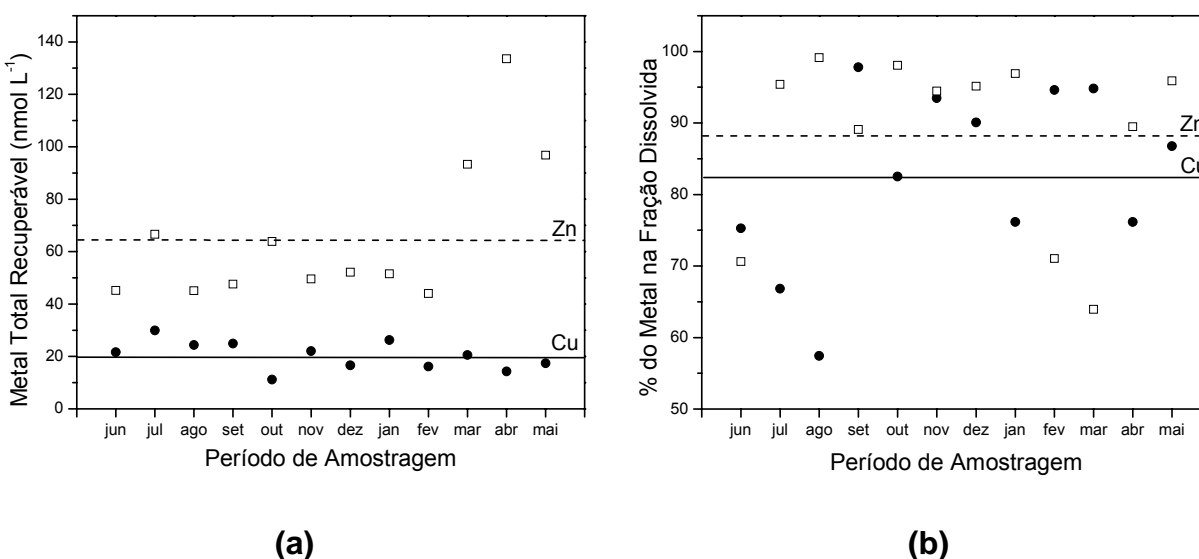 Metal Total Recuperável (nmol L-1)
140
120
100
80
60
40
20
0
Zn
Cu
jun jul ago set out nov dez jan fev mar abr mai
Período de Amostragem
(a)
% do Metal na Fração Dissolvida
100
90
80
70
60
50
Zn
Cu
jun jul ago set out nov dez jan fev mar abr mai
Período de Amostragem
(b)